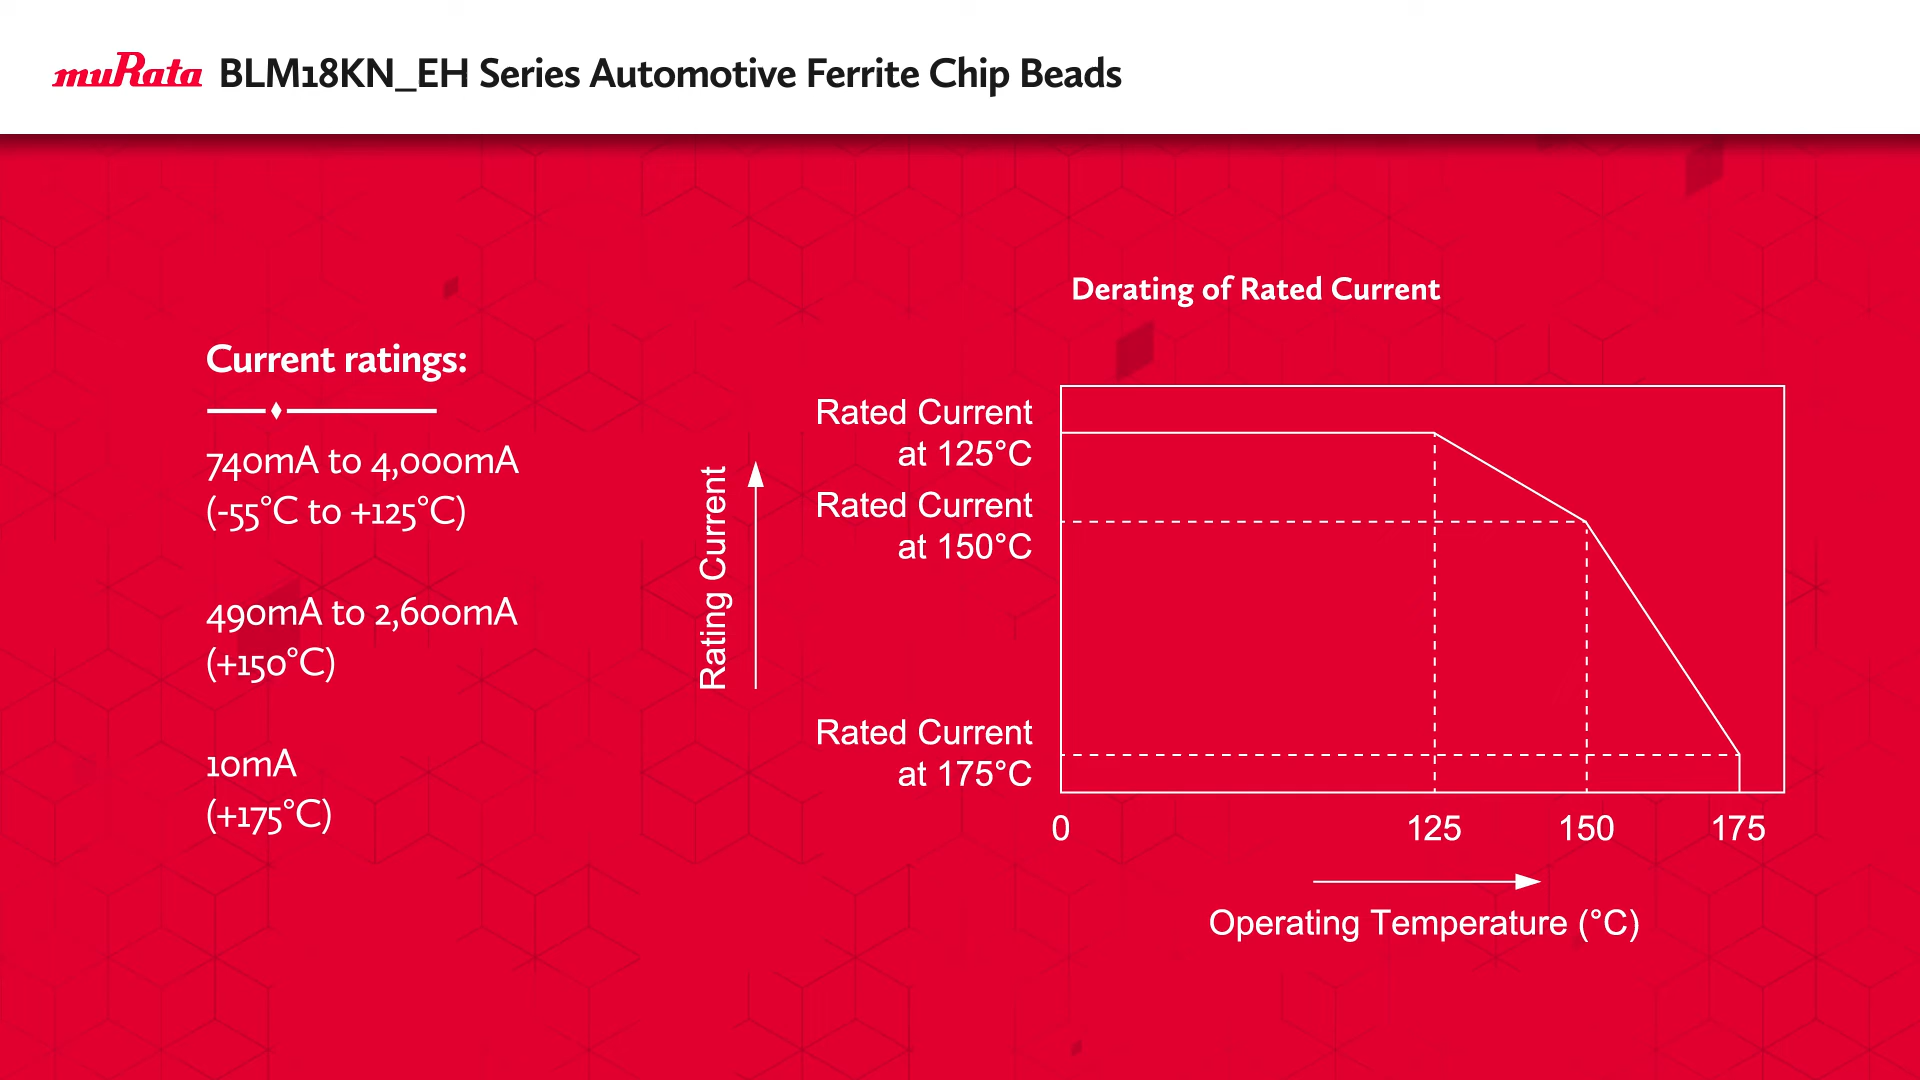 muRata BLM18KN_EH Series Automotive Ferrite Chip Beads
Current ratings:
740mA to 4,000mA
(-55°C to +125°C)
490mA to 2,600mA
(+150°C)
10mA
(+175°C)
Derating of Rated Current
Rating Current
Rated Current
at 125°C
Rated Current
at 150°C
Rated Current
at 175°C
0 125 150 175
Operating Temperature (°C)